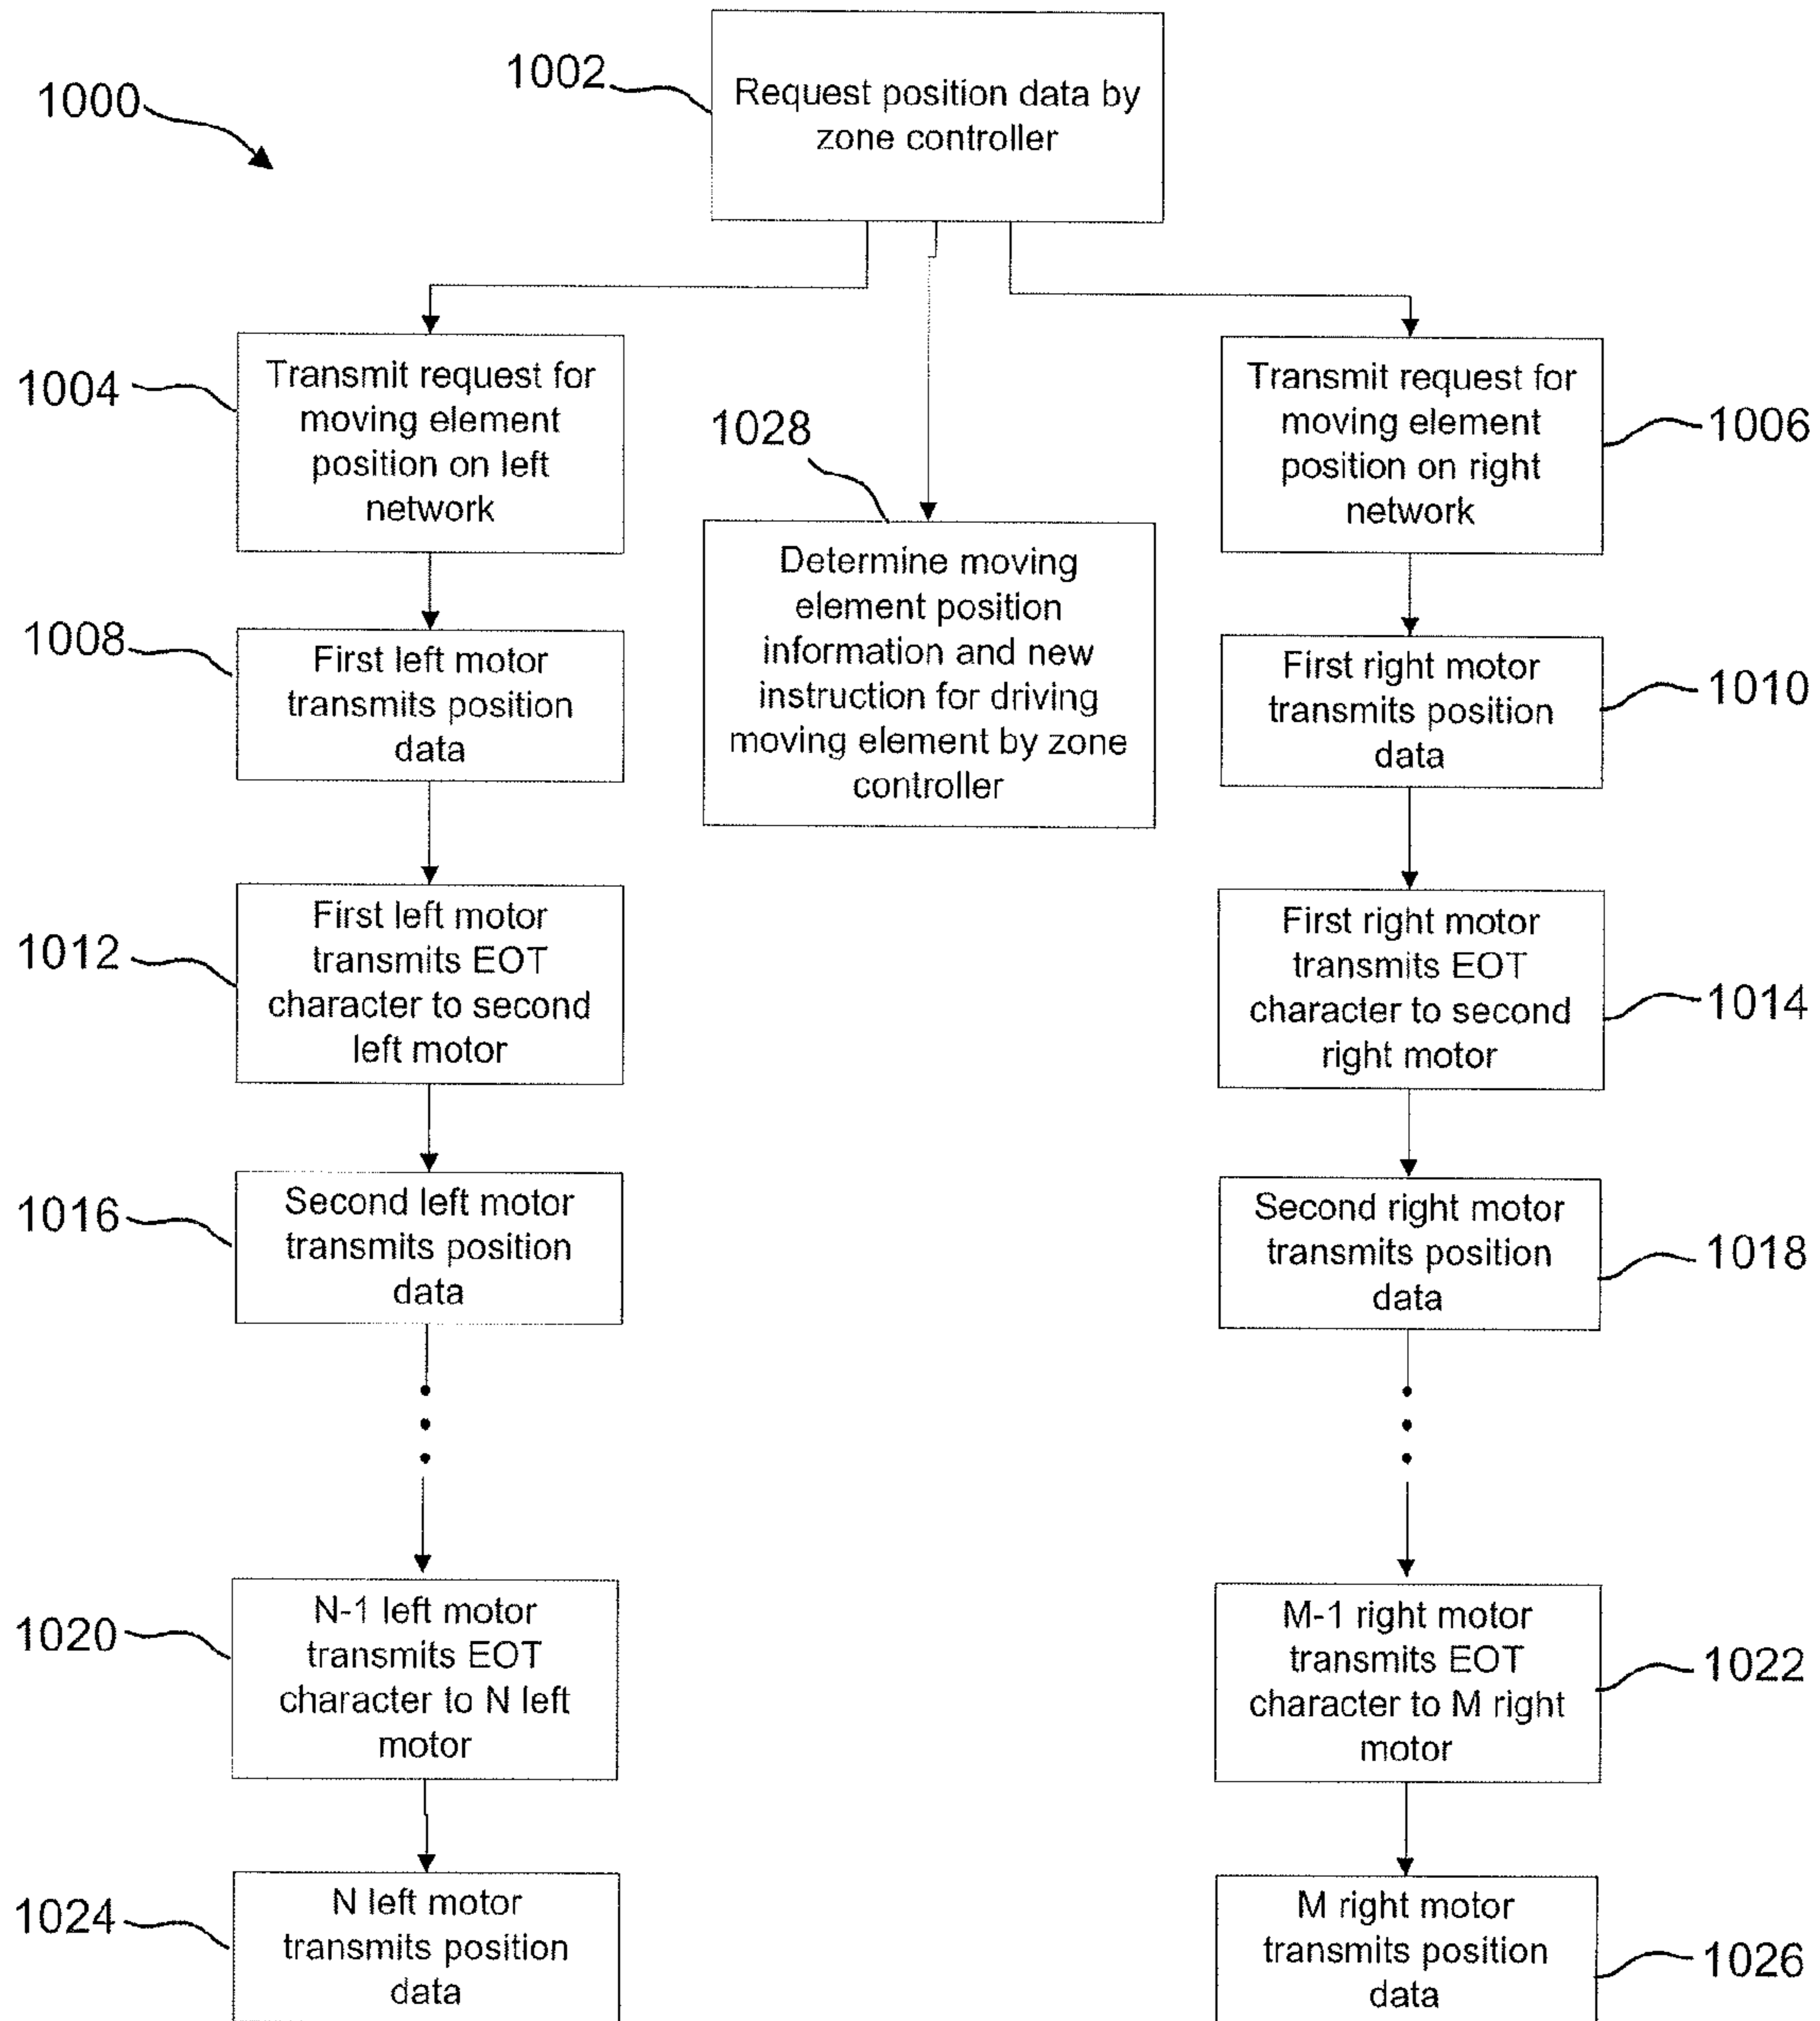 1000
1002
Request position data by
zone controller
1004
Transmit request for
moving element
position on left
network
1028
Determine moving
element position
information and new
instruction for driving
moving element by zone
controller
Transmit request for
moving element
position on right
network
1006
1008
First left motor
transmits position
data
First right motor
transmits position
data
1010
1012
First left motor
transmits EOT
character to second
left motor
First right motor
transmits EOT
character to second
right motor
1014
1016
Second left motor
transmits position
data
Second right motor
transmits position
data
1018
1020
N-1 left motor
transmits EOT
character to N left
motor
M-1 right motor
transmits EOT
character to M right
motor
1022
1024
N left motor
transmits position
data
M right motor
transmits position
data
1026